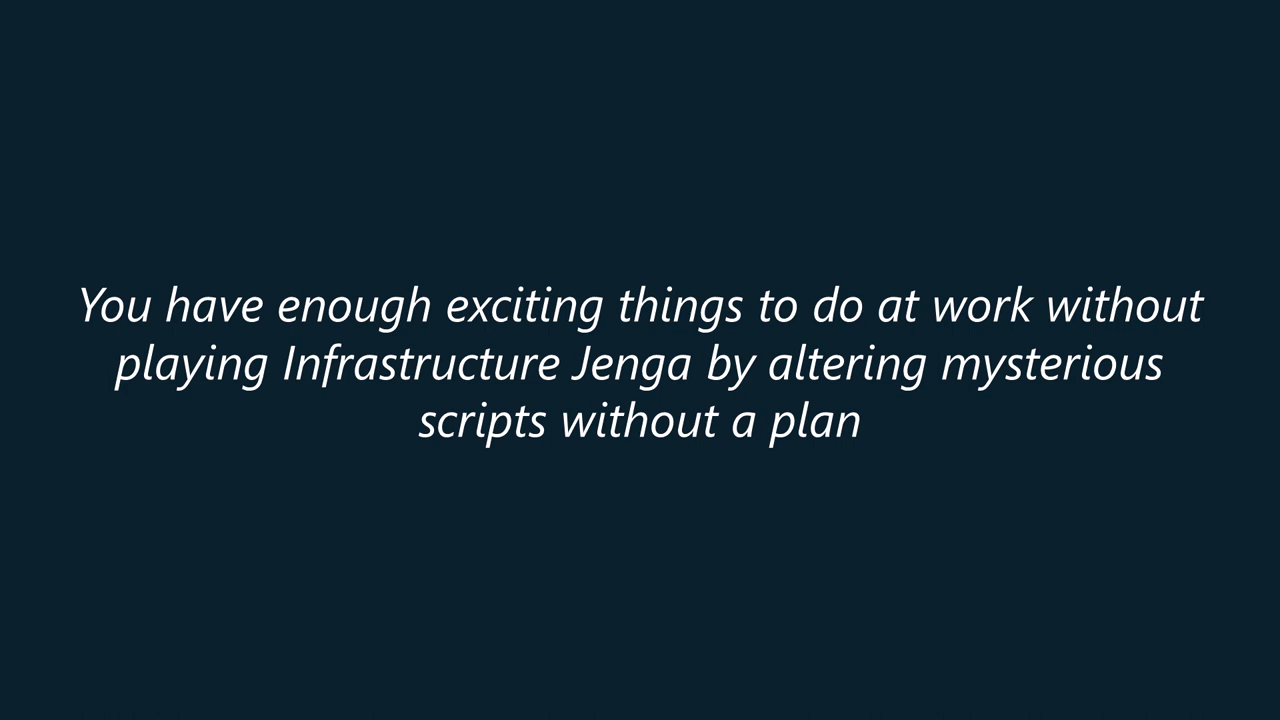 You have enough exciting things to do at work without
playing Infrastructure Jenga by altering mysterious
scripts without a plan